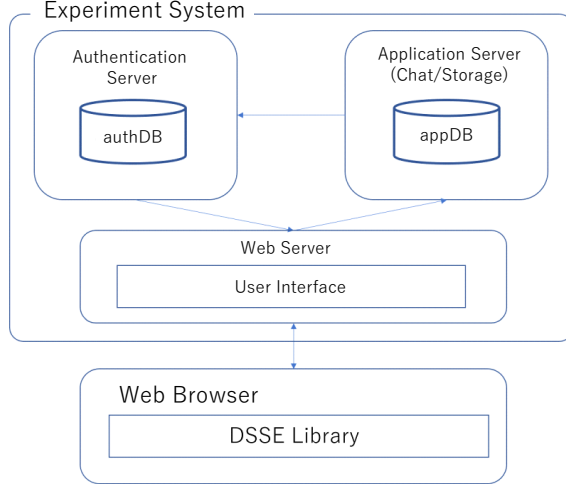 Experiment System
Authentication
Server
authDB
Application Server
(Chat/Storage)
appDB
Web Server
User Interface
Web Browser
DSSE Library